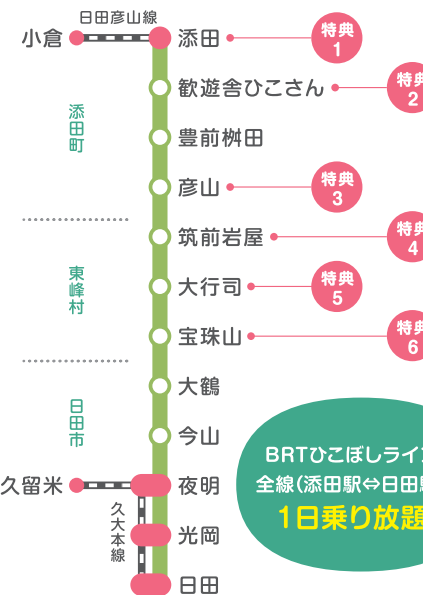 日田彦山線
小倉
添田
特典
1
歓遊舎ひこさん
特典
2
添田町
豊前桝田
彦山
特典
3
筑前岩屋
特典
4
東峰村
大行司
特典
5
宝珠山
特典
6
大鶴
日田市
今山
BRTひこぼしライン
全線(添田駅⇔日田駅
1日乗り放題
久留米
夜明
久大本線
光岡
日田